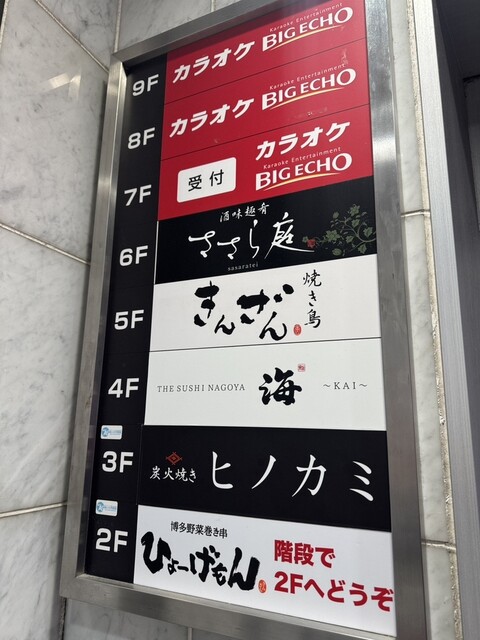 9F
カラオケ
Karaoke Entertainment
BIG ECHO
8F
カラオケ
Karaoke Entertainment
BIG ECHO
7F
受付
カラオケ
Karaoke Entertainment
BIG ECHO
6F
酒味趣肴
ささら庭
sasaratei
5F
きんざん
焼き鳥
4F
THE SUSHI NAGOYA
海
～KAI～
3F
炭火焼き
ヒノカミ
2F
博多野菜巻き串
ひょーげもん
階段で
2Fへどうぞ